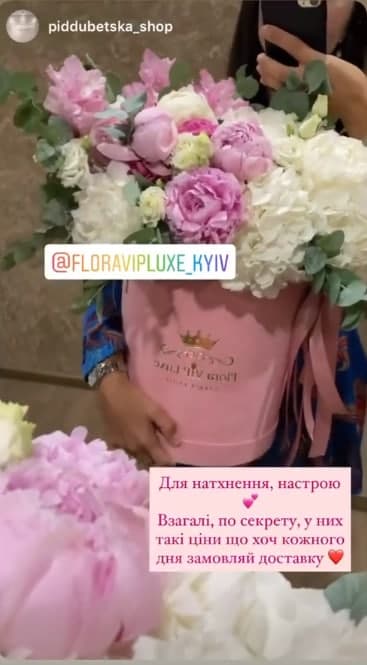 piddubetska_shop
@FLORAVIPLUXE_KYIV
Flora VIP Luxe
Для натхнення, настрою
💕
Взагалі, по секрету, у них
такі ціни що хоч кожного
дня замовляй доставку ❤️